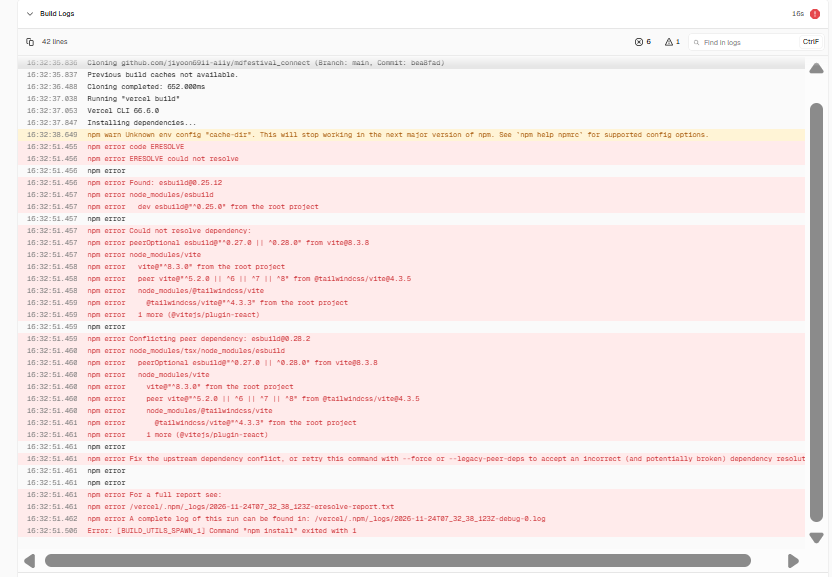 Build Logs
16s
42 lines
6
1
Find in logs
CtrlF
16:32:35.836 Cloning github.com/jiyoon6911-ally/mdfestival_connect (Branch: main, Commit: bea8fad)
16:32:35.837 Previous build caches not available.
16:32:36.488 Cloning completed: 652.000ms
16:32:37.038 Running "vercel build"
16:32:37.053 Vercel CLI 66.6.0
16:32:37.847 Installing dependencies...
16:32:38.649 npm warn Unknown env config "cache-dir". This will stop working in the next major version of npm. See `npm help npmrc` for supported config options.
16:32:51.455 npm error code ERESOLVE
16:32:51.456 npm error ERESOLVE could not resolve
16:32:51.456 npm error
16:32:51.456 npm error Found: esbuild@0.25.12
16:32:51.457 npm error node_modules/esbuild
16:32:51.457 npm error dev esbuild@"^0.25.0" from the root project
16:32:51.457 npm error
16:32:51.457 npm error Could not resolve dependency:
16:32:51.457 npm error peerOptional esbuild@"^0.27.0 || ^0.28.0" from vite@8.3.8
16:32:51.457 npm error node_modules/vite
16:32:51.458 npm error vite@"^8.3.0" from the root project
16:32:51.458 npm error peer vite@"^5.2.0 || ^6 || ^7 || ^8" from @tailwindcss/vite@4.3.5
16:32:51.458 npm error node_modules/@tailwindcss/vite
16:32:51.459 npm error @tailwindcss/vite@"^4.3.3" from the root project
16:32:51.459 npm error 1 more (@vitejs/plugin-react)
16:32:51.459 npm error
16:32:51.459 npm error Conflicting peer dependency: esbuild@0.28.2
16:32:51.460 npm error node_modules/tsx/node_modules/esbuild
16:32:51.460 npm error peerOptional esbuild@"^0.27.0 || ^0.28.0" from vite@8.3.8
16:32:51.460 npm error node_modules/vite
16:32:51.460 npm error vite@"^8.3.0" from the root project
16:32:51.460 npm error peer vite@"^5.2.0 || ^6 || ^7 || ^8" from @tailwindcss/vite@4.3.5
16:32:51.460 npm error node_modules/@tailwindcss/vite
16:32:51.461 npm error @tailwindcss/vite@"^4.3.3" from the root project
16:32:51.461 npm error 1 more (@vitejs/plugin-react)
16:32:51.461 npm error
16:32:51.461 npm error Fix the upstream dependency conflict, or retry this command with --force or --legacy-peer-deps to accept an incorrect (and potentially broken) dependency resolut
16:32:51.461 npm error
16:32:51.461 npm error
16:32:51.461 npm error For a full report see:
16:32:51.461 npm error /vercel/.npm/_logs/2026-11-24T07_32_38_123Z-eresolve-report.txt
16:32:51.462 npm error A complete log of this run can be found in: /vercel/.npm/_logs/2026-11-24T07_32_38_123Z-debug-0.log
16:32:51.506 Error: [BUILD_UTILS_SPAWN_1] Command "npm install" exited with 1